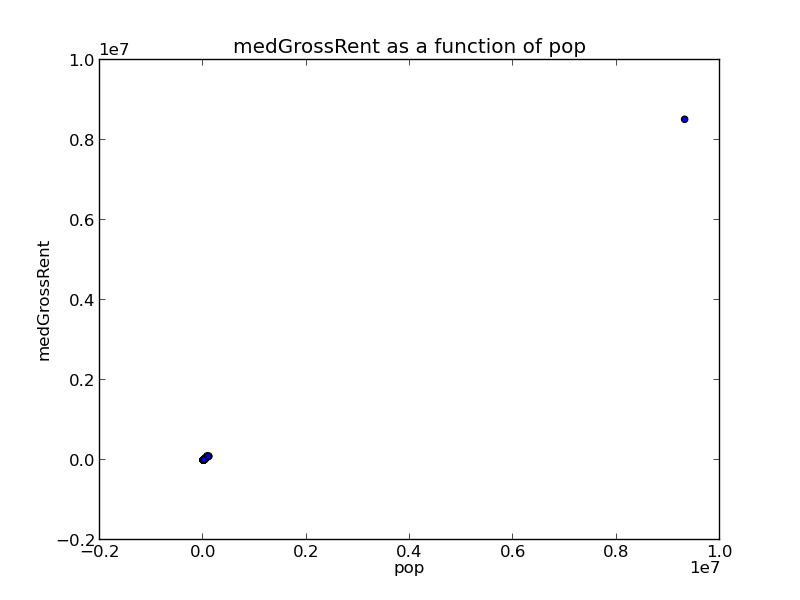 medGrossRent as a function of pop
1e7
1.0
0.8
0.6
0.4
0.2
0.0
−0.2
medGrossRent
−0.2 0.0 0.2 0.4 0.6 0.8 1.0
pop
1e7